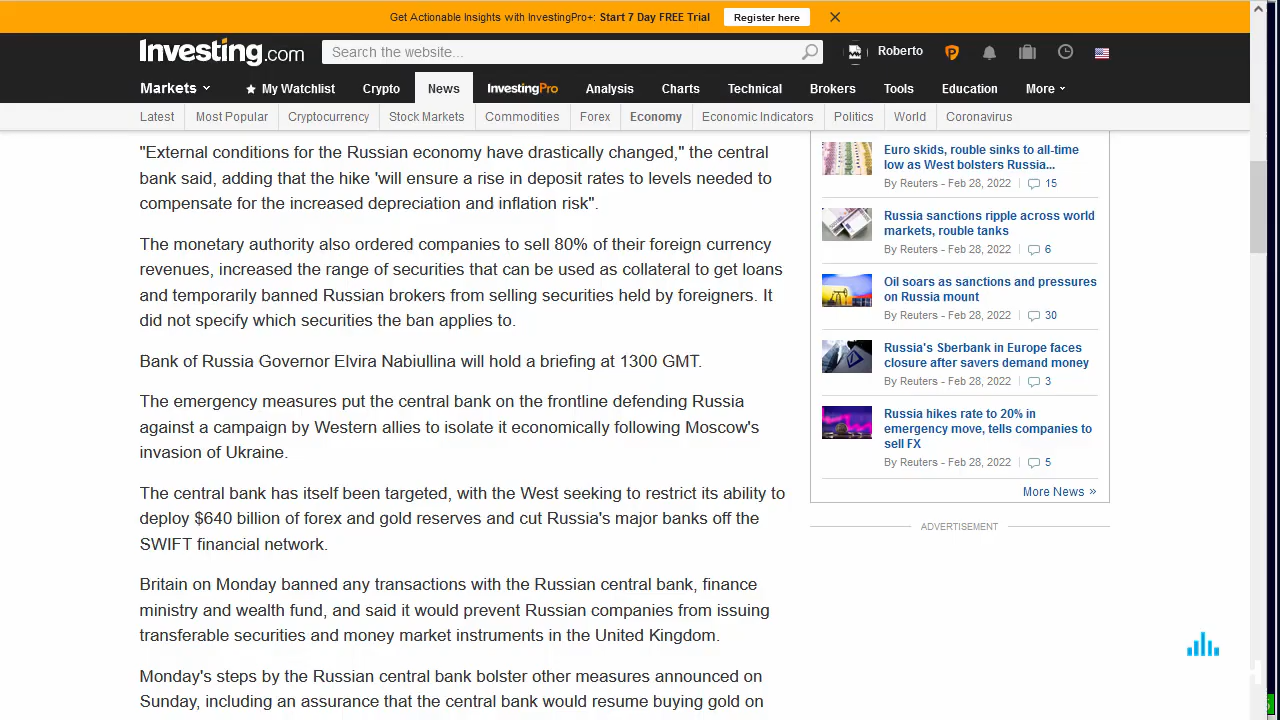 Get Actionable Insights with InvestingPro+: Start 7 Day FREE Trial
Register here
Investing.com
Search the website...
Roberto
Markets
My Watchlist
Crypto
News
InvestingPro
Analysis
Charts
Technical
Brokers
Tools
Education
More
Latest
Most Popular
Cryptocurrency
Stock Markets
Commodities
Forex
Economy
Economic Indicators
Politics
World
Coronavirus
"External conditions for the Russian economy have drastically changed," the central
bank said, adding that the hike 'will ensure a rise in deposit rates to levels needed to
compensate for the increased depreciation and inflation risk".
The monetary authority also ordered companies to sell 80% of their foreign currency
revenues, increased the range of securities that can be used as collateral to get loans
and temporarily banned Russian brokers from selling securities held by foreigners. It
did not specify which securities the ban applies to.
Bank of Russia Governor Elvira Nabiullina will hold a briefing at 1300 GMT.
The emergency measures put the central bank on the frontline defending Russia
against a campaign by Western allies to isolate it economically following Moscow's
invasion of Ukraine.
The central bank has itself been targeted, with the West seeking to restrict its ability to
deploy $640 billion of forex and gold reserves and cut Russia's major banks off the
SWIFT financial network.
Britain on Monday banned any transactions with the Russian central bank, finance
ministry and wealth fund, and said it would prevent Russian companies from issuing
transferable securities and money market instruments in the United Kingdom.
Monday's steps by the Russian central bank bolster other measures announced on
Sunday, including an assurance that the central bank would resume buying gold on
Euro skids, rouble sinks to all-time
low as West bolsters Russia...
By Reuters - Feb 28, 2022 | 15
Russia sanctions ripple across world
markets, rouble tanks
By Reuters - Feb 28, 2022 | 6
Oil soars as sanctions and pressures
on Russia mount
By Reuters - Feb 28, 2022 | 30
Russia's Sberbank in Europe faces
closure after savers demand money
By Reuters - Feb 28, 2022 | 3
Russia hikes rate to 20% in
emergency move, tells companies to
sell FX
By Reuters - Feb 28, 2022 | 5
More News »
ADVERTISEMENT